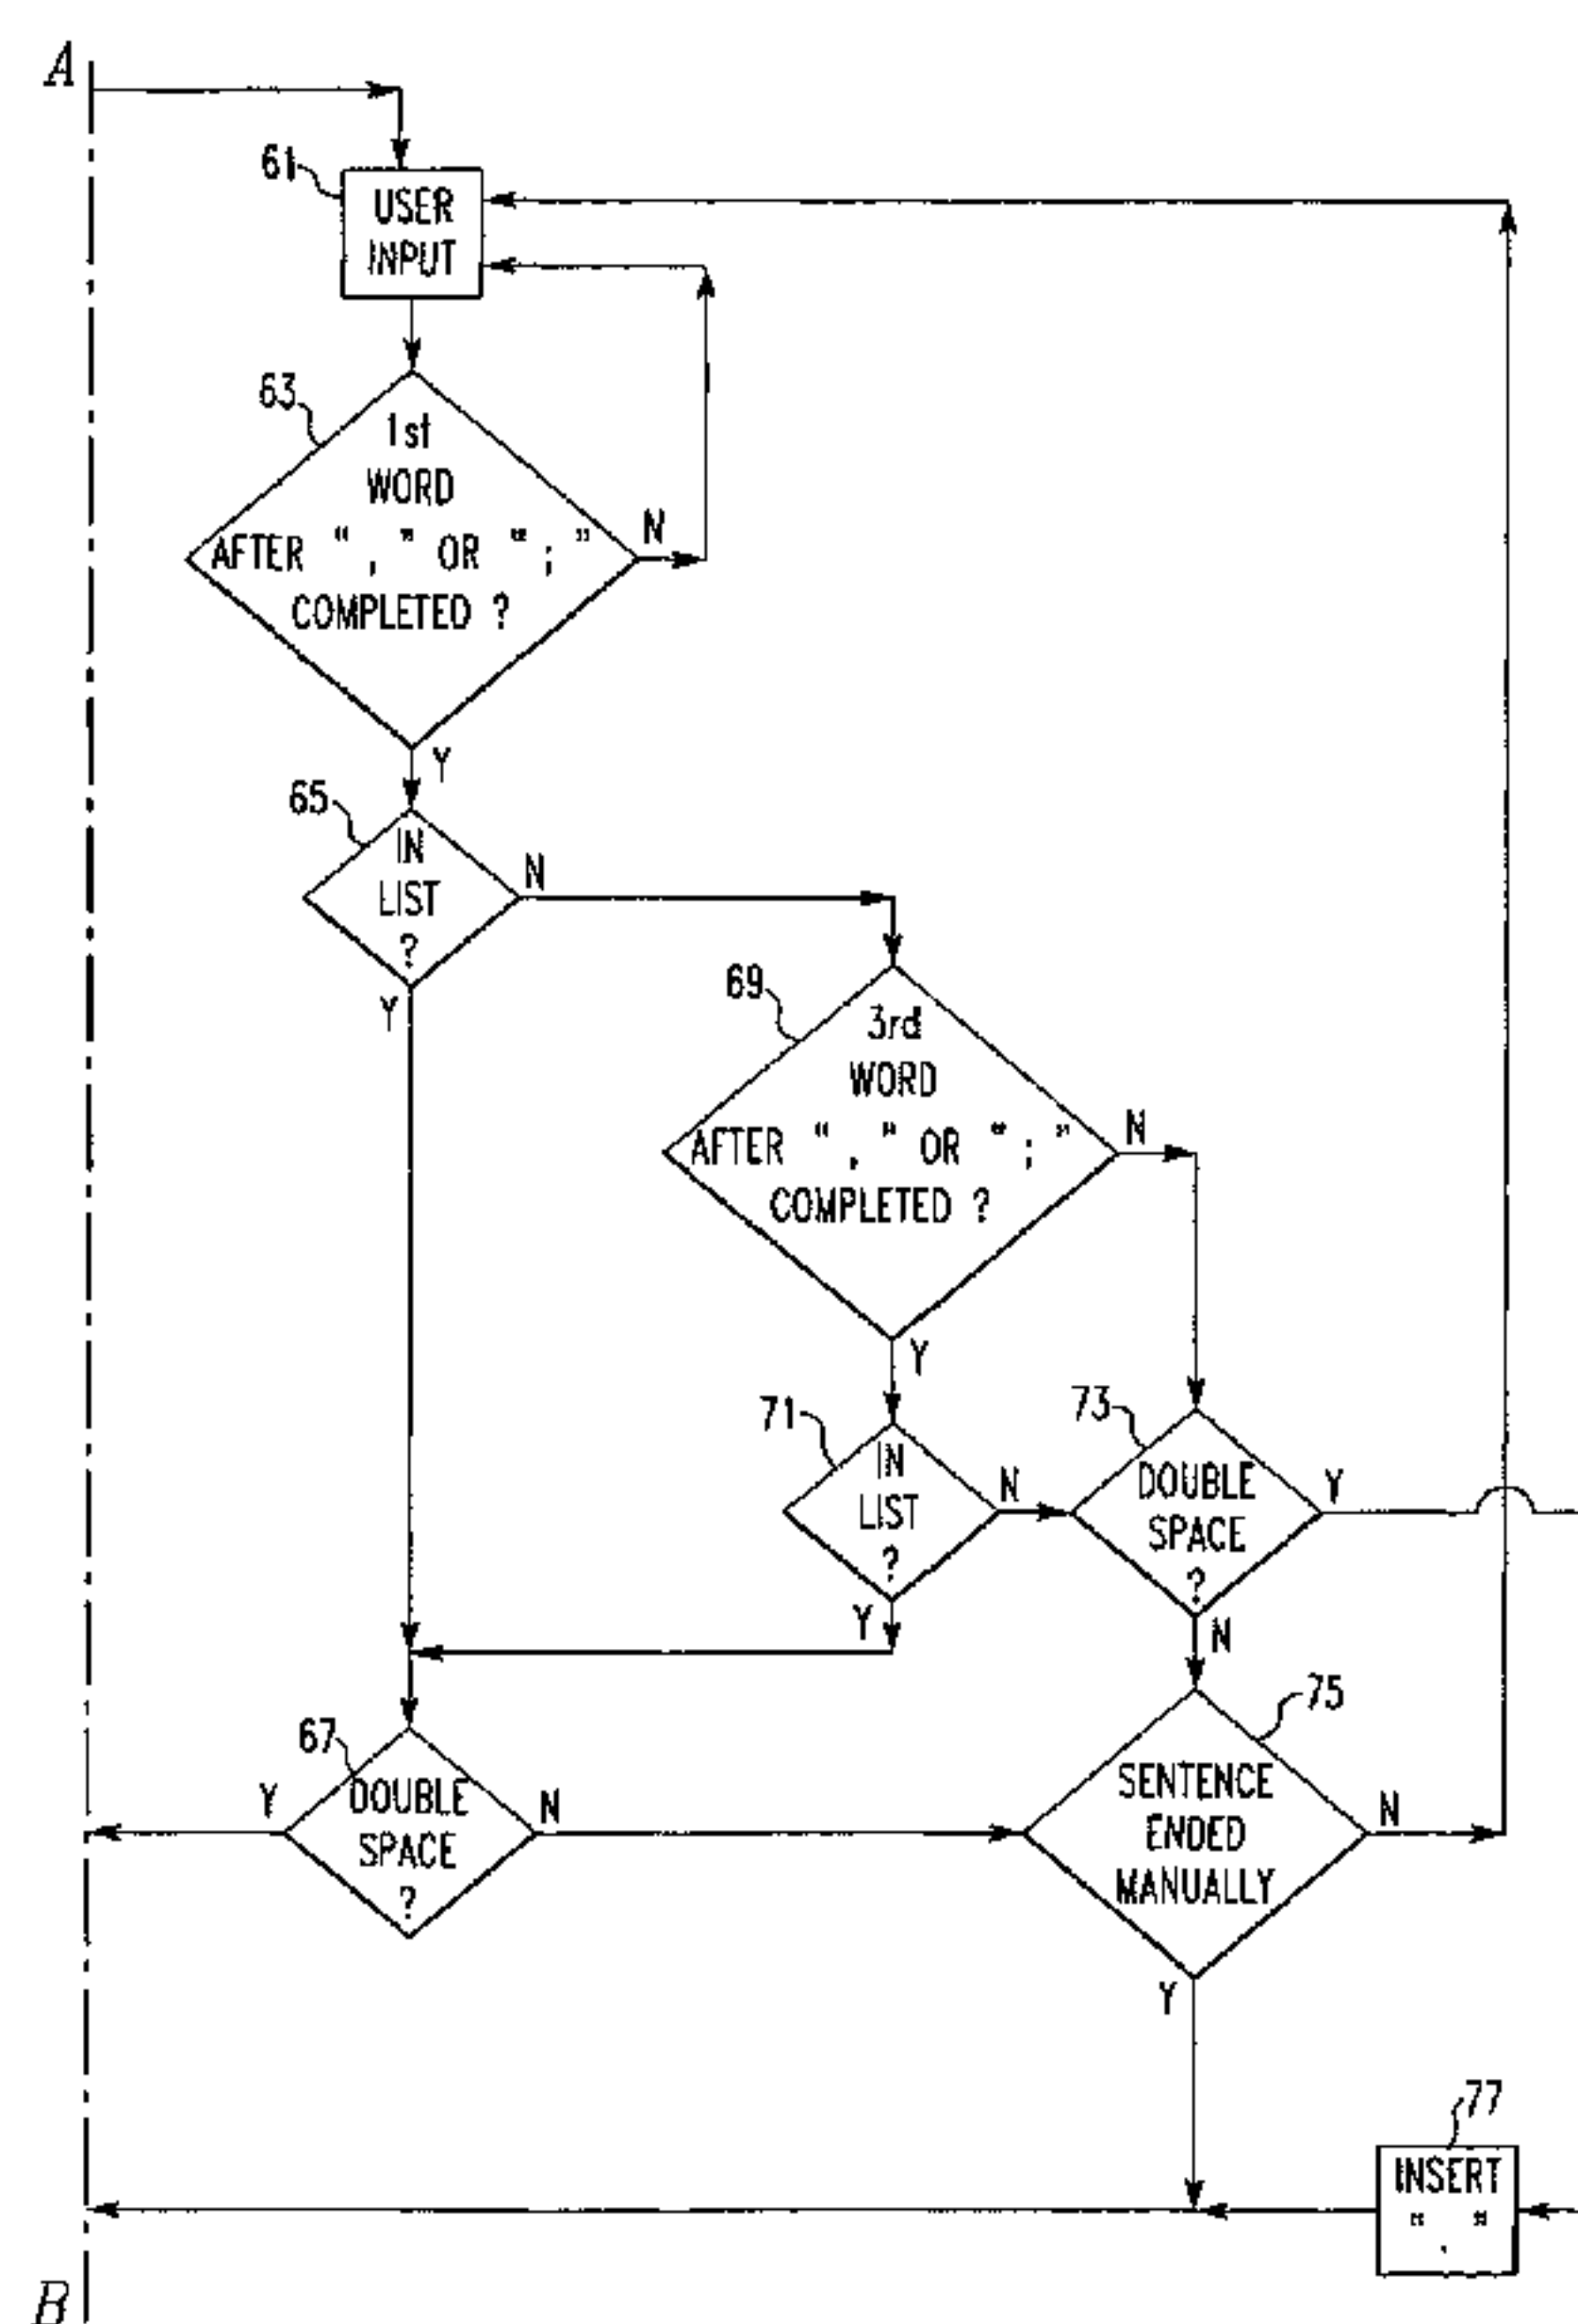 A
61
USER
INPUT
63
1st
WORD
AFTER " , " OR " ; "
COMPLETED ?
N
Y
65
IN
LIST
?
N
Y
69
3rd
WORD
AFTER " , " OR " ; "
COMPLETED ?
N
Y
71
IN
LIST
?
N
Y
73
DOUBLE
SPACE
?
Y
N
67
DOUBLE
SPACE
?
Y
N
75
SENTENCE
ENDED
MANUALLY
N
Y
77
INSERT
" . "
B